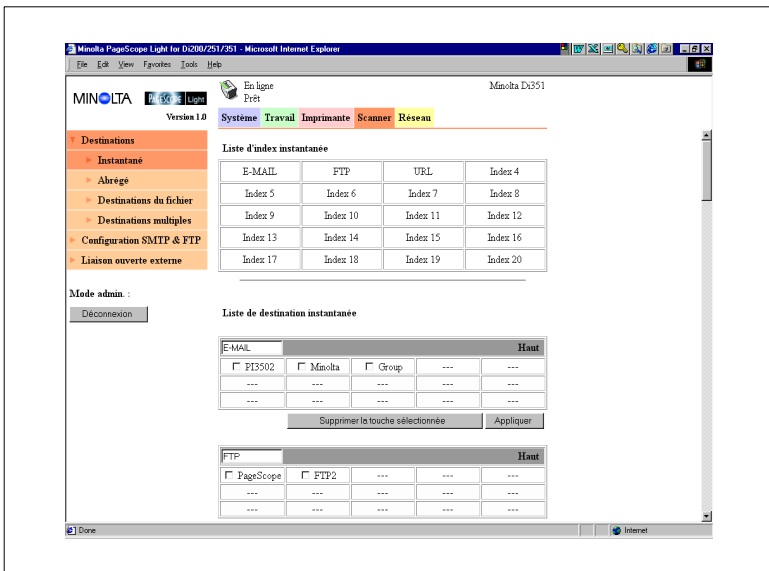 Minolta PageScope Light for Di200/251/351 - Microsoft Internet Explorer
File Edit View Favorites Tools Help
MINOLTA PAGESCOPE Light
Version 1.0
En ligne
Prêt
Minolta Di351
Système Travail Imprimante Scanner Réseau
Destinations
Instantané
Abrégé
Destinations du fichier
Destinations multiples
Configuration SMTP & FTP
Liaison ouverte externe
Mode admin. :
Déconnexion
Liste d'index instantanée
E-MAIL FTP URL Index 4
Index 5 Index 6 Index 7 Index 8
Index 9 Index 10 Index 11 Index 12
Index 13 Index 14 Index 15 Index 16
Index 17 Index 18 Index 19 Index 20
Liste de destination instantanée
E-MAIL Haut
PI3502 Minolta Group --- ---
--- --- --- --- ---
--- --- --- --- ---
Supprimer la touche sélectionnée Appliquer
FTP Haut
PageScope FTP2 --- --- ---
--- --- --- --- ---
--- --- --- --- ---
Done Internet